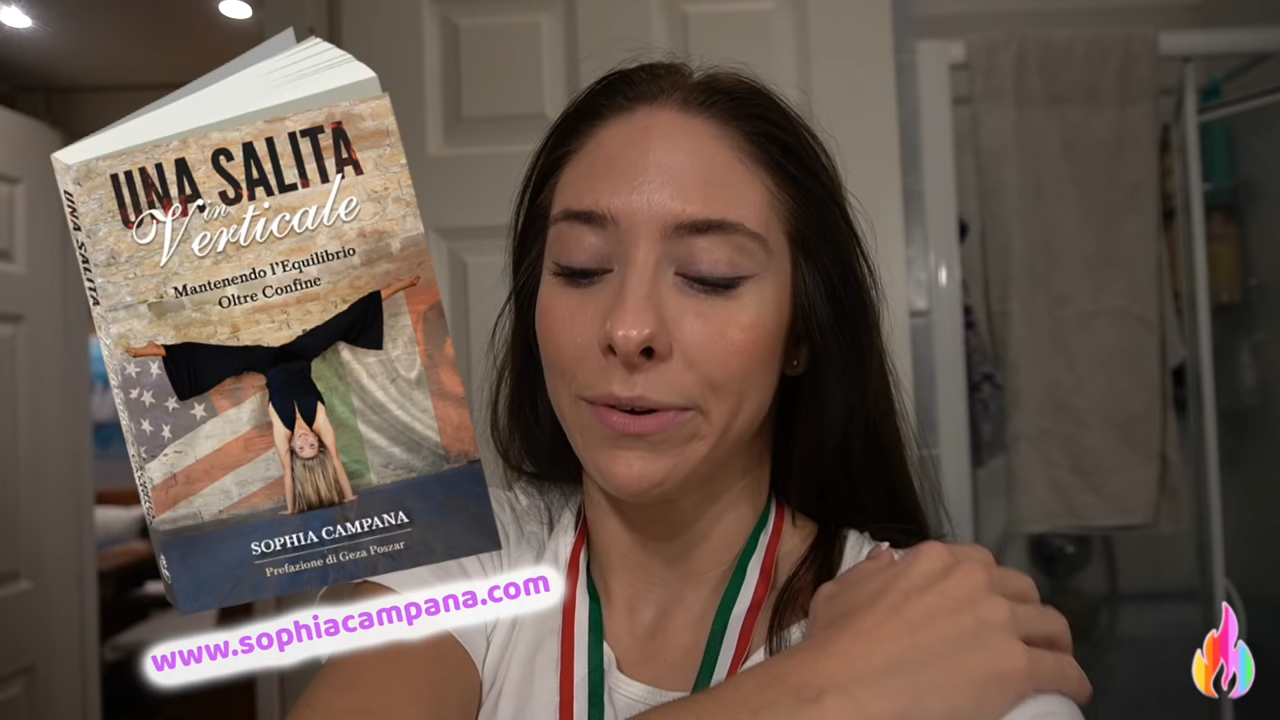 UNA SALITA
in
Verticale
Mantenendo l'Equilibrio
Oltre Confine
SOPHIA CAMPANA
Prefazione di Geza Poszar
UNA SALITA
www.sophiacampana.com